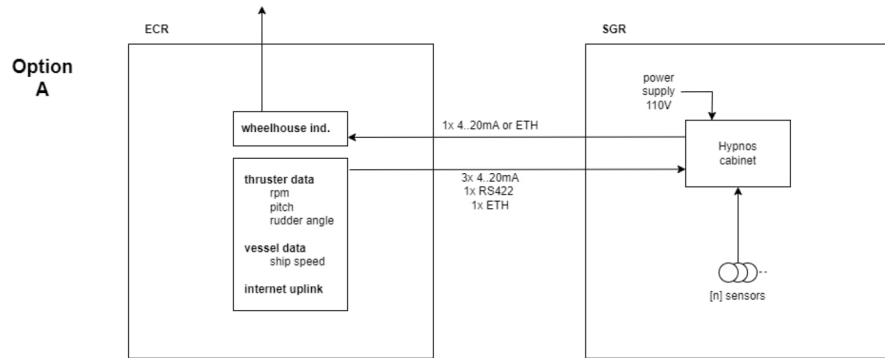 Option
A
ECR
wheelhouse ind.
thruster data
rpm
pitch
rudder angle
vessel data
ship speed
internet uplink
1x 4..20mA or ETH
3x 4..20mA
1x RS422
1x ETH
SGR
power
supply
110V
Hypnos
cabinet
[n] sensors